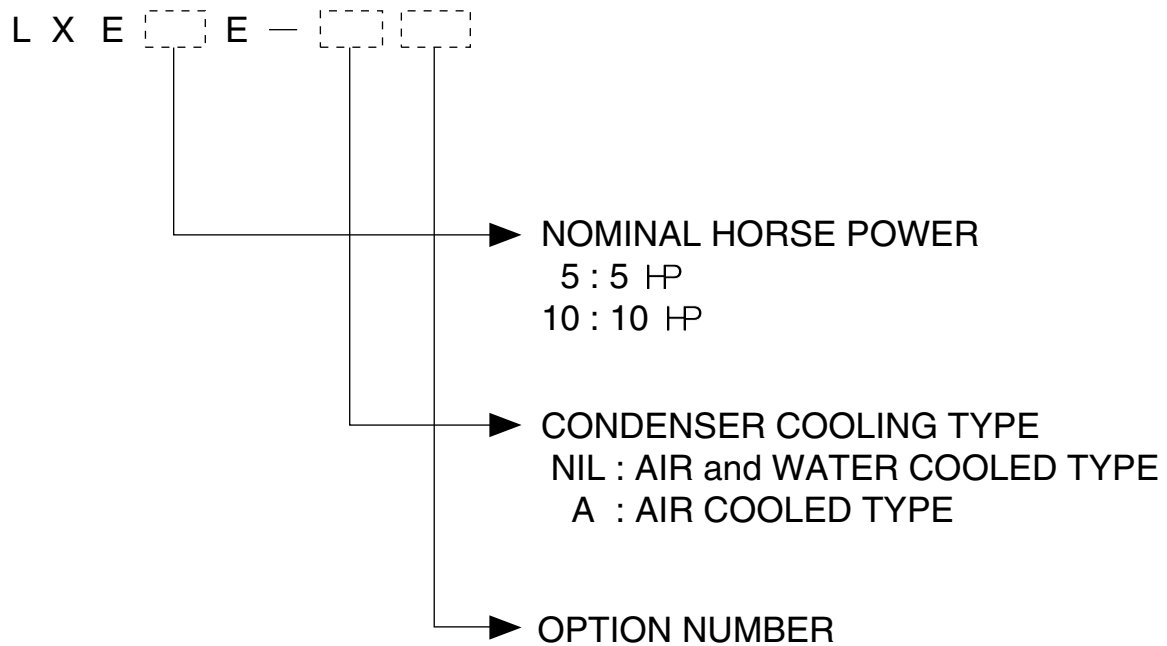 L X E E —
NOMINAL HORSE POWER
5 : 5 HP
10 : 10 HP
CONDENSER COOLING TYPE
NIL : AIR and WATER COOLED TYPE
A : AIR COOLED TYPE
OPTION NUMBER